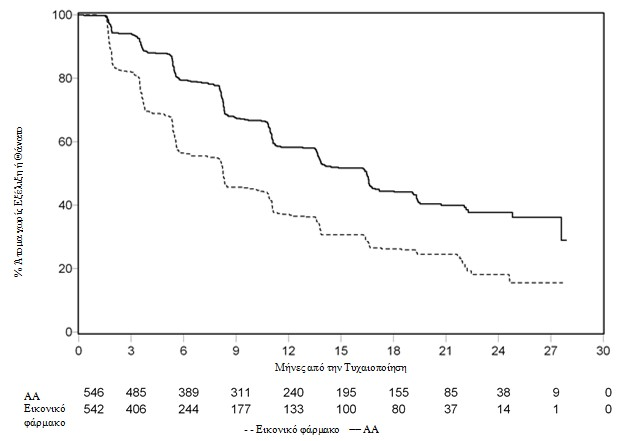 100
80
60
40
20
0
% Άτομα χωρίς Εξέλιξη ή Θάνατο
0 3 6 9 12 15 18 21 24 27 30
Μήνες από την Τυχαιοποίηση
AA 546 485 389 311 240 195 155 85 38 9 0
Εικονικό 542 406 244 177 133 100 80 37 14 1 0
φάρμακο
- - Εικονικό φάρμακο — AA